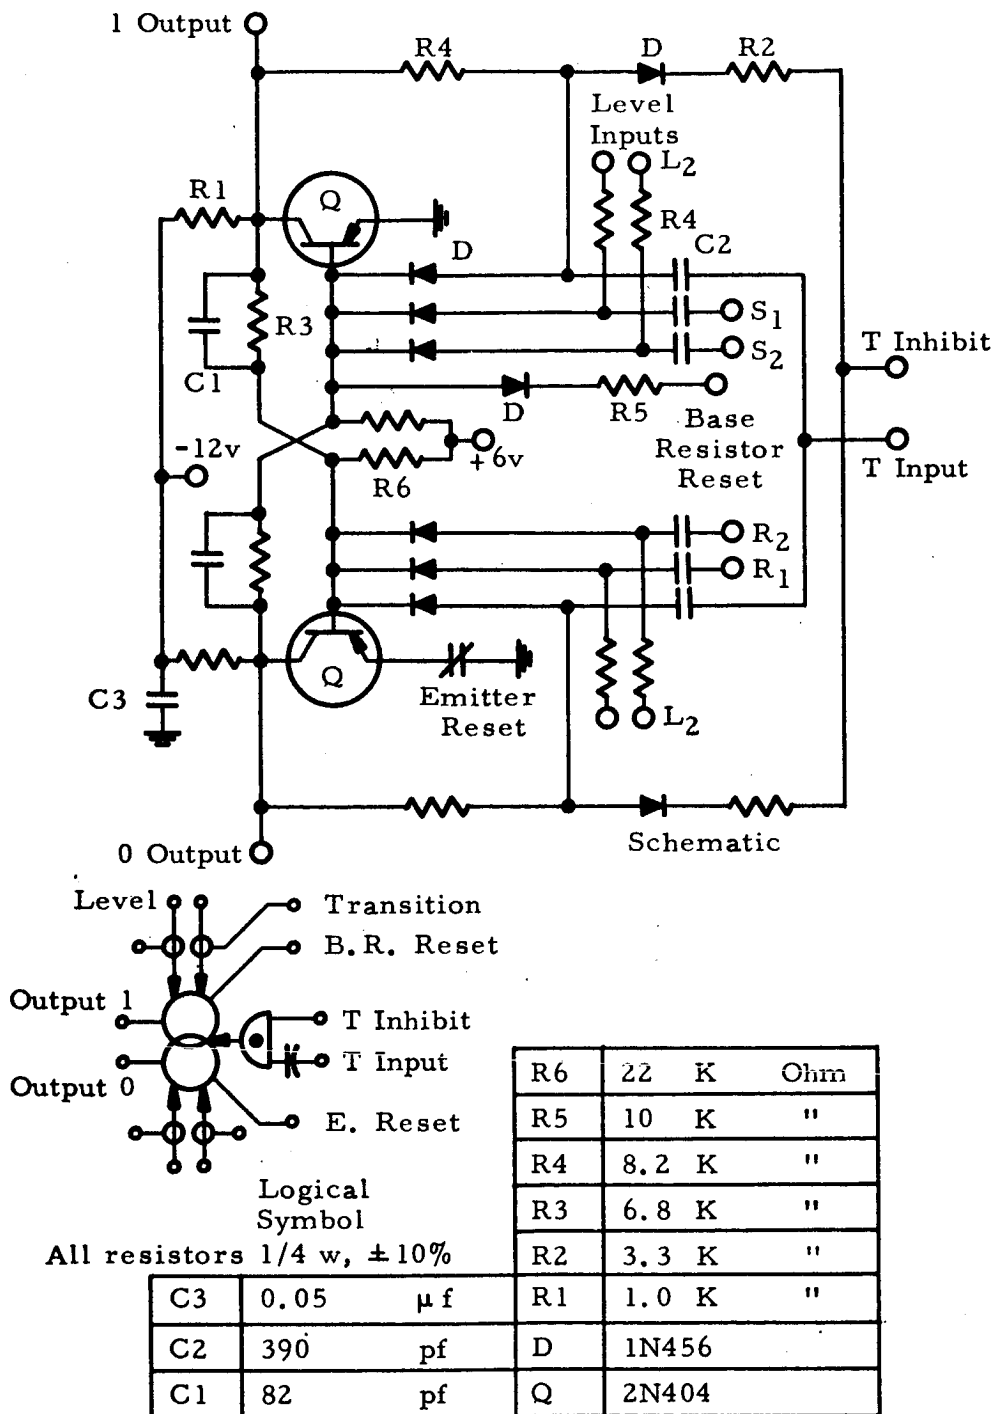 1 Output
R4
D
R2
Level
Inputs
L2
R1
Q
R4
D
C2
R3
S1
C1
S2
T Inhibit
D
R5
Base
Resistor
Reset
-12v
+6v
T Input
R6
R2
R1
Q
C3
Emitter
Reset
L2
Schematic
0 Output
Level
Transition
B.R. Reset
Output 1
T Inhibit
T Input
Output 0
E. Reset
Logical
Symbol
All resistors 1/4 w, ±10%
R6 22 K Ohm
R5 10 K "
R4 8.2 K "
R3 6.8 K "
R2 3.3 K "
C3 0.05 μf R1 1.0 K "
C2 390 pf D 1N456
C1 82 pf Q 2N404